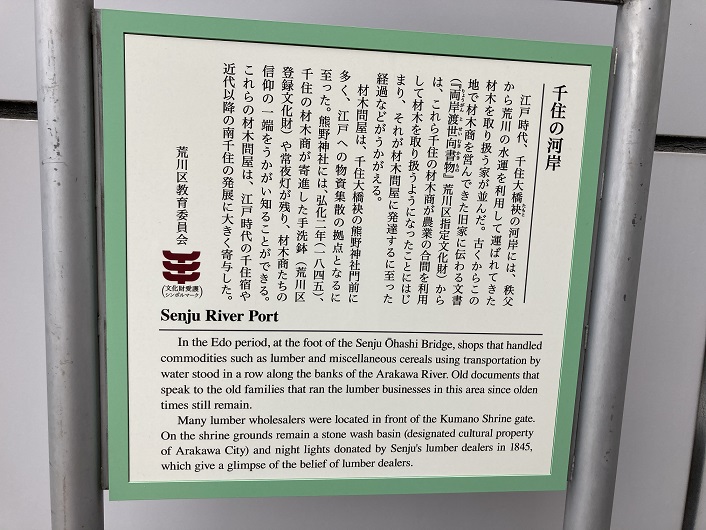 千住の河岸
江戸時代、千住大橋袂の河岸には、秩父
から荒川の水運を利用して運ばれてきた
材木を取り扱う家が並んだ。古くからこの
地で材木商を営んできた旧家に伝わる文書
(『両岸渡世向書物』荒川区指定文化財)から
は、これら千住の材木商が農業の合間を利用
して材木を取り扱うようになったことにはじ
まり、それが材木問屋に発達するに至った
経過などがうかがえる。
材木問屋は、千住大橋袂の熊野神社門前に
多く、江戸への物資集散の拠点となるに
至った。熊野神社には、弘化二年(一八四五)、
千住の材木商が寄進した手洗鉢(荒川区
登録文化財)や常夜灯が残り、材木商たちの
信仰の一端をうかがい知ることができる。
これらの材木問屋は、江戸時代の千住宿や
近代以降の南千住の発展に大きく寄与した。
荒川区教育委員会
(文化財愛護
シンボルマーク)
Senju River Port
In the Edo period, at the foot of the Senju Ōhashi Bridge, shops that handled
commodities such as lumber and miscellaneous cereals using transportation by
water stood in a row along the banks of the Arakawa River. Old documents that
speak to the old families that ran the lumber businesses in this area since olden
times still remain.
Many lumber wholesalers were located in front of the Kumano Shrine gate.
On the shrine grounds remain a stone wash basin (designated cultural property
of Arakawa City) and night lights donated by Senju's lumber dealers in 1845,
which give a glimpse of the belief of lumber dealers.